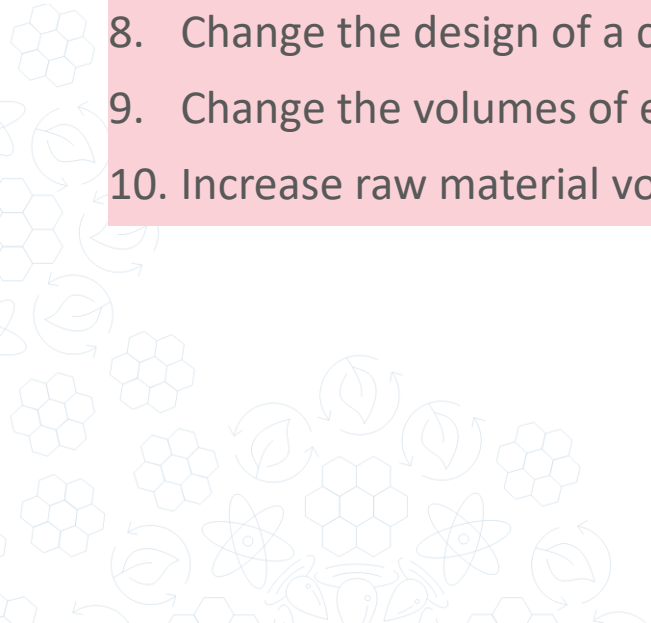 8. Change the design of a
9. Change the volumes of
10. Increase raw material